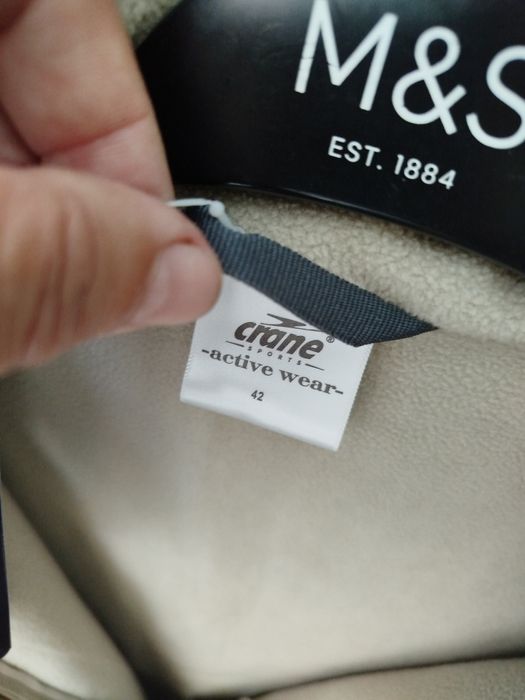 M&S
EST. 1884
crane®
SPORTS
-active wear-
42